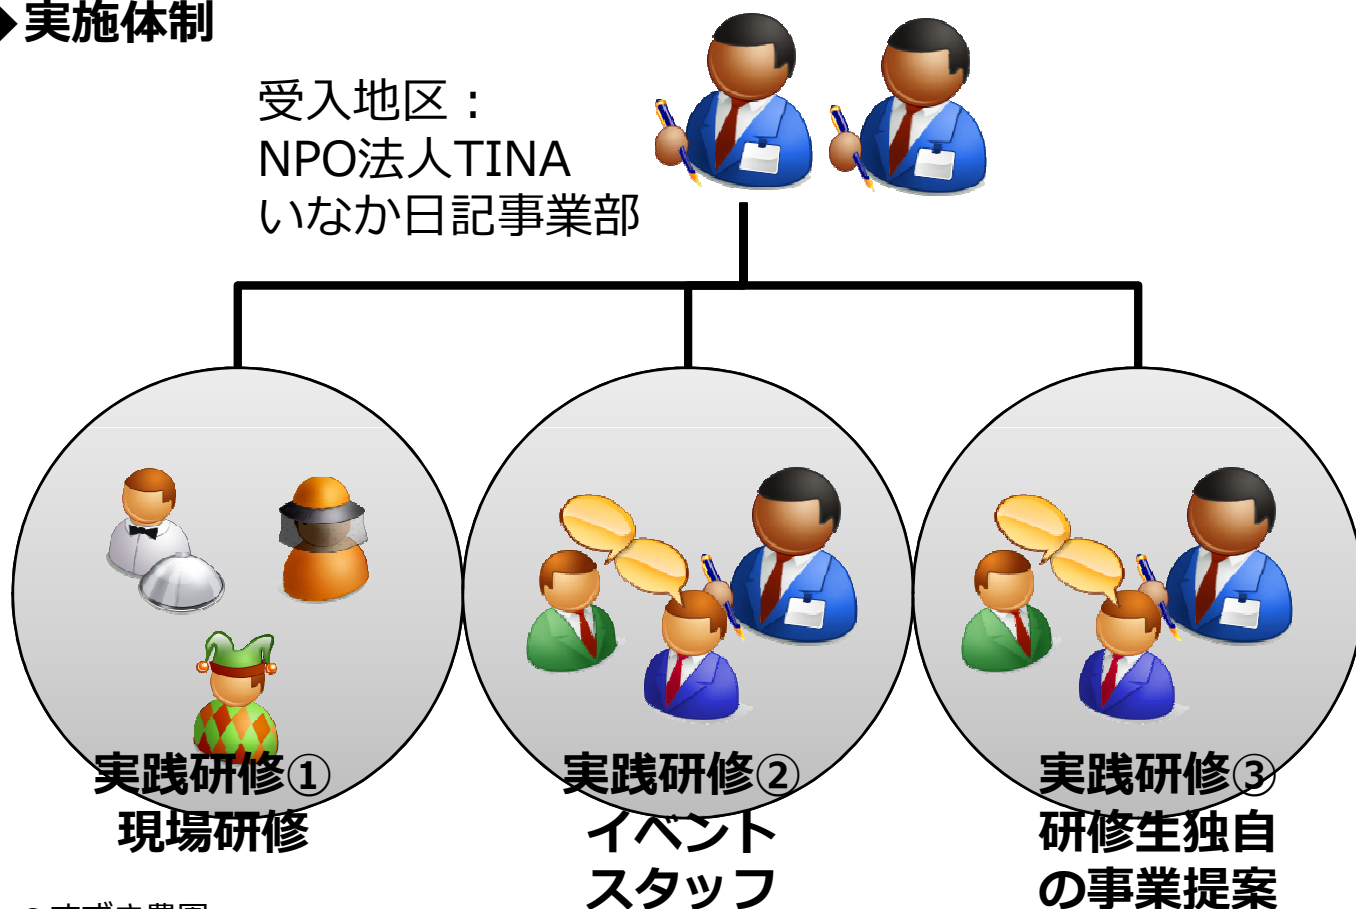 ◆実施体制
受入地区：
NPO法人TINA
いなか日記事業部
実践研修①
現場研修
実践研修②
イベント
スタッフ
実践研修③
研修生独自
の事業提案